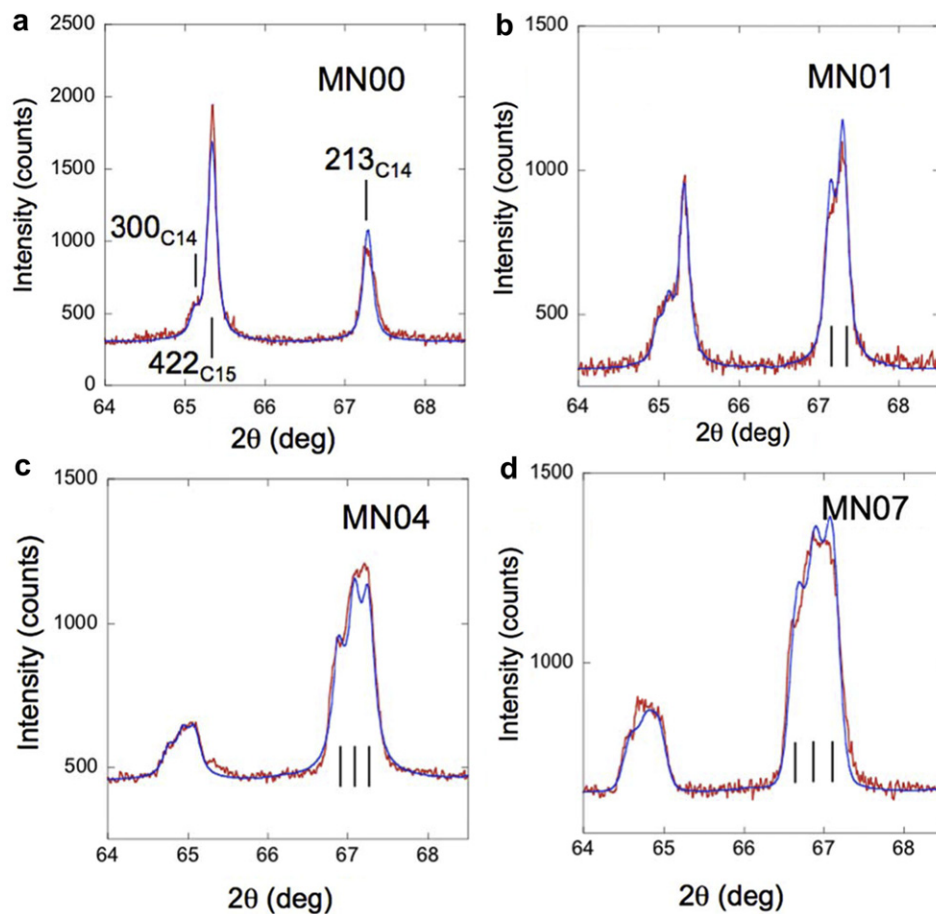 a
2500
2000
1500
1000
500
0
Intensity (counts)
MN00
213C14
300C14
422C15
64 65 66 67 68
2θ (deg)
b
1500
1000
500
Intensity (counts)
MN01
64 65 66 67 68
2θ (deg)
c
1500
1000
500
Intensity (counts)
MN04
64 65 66 67 68
2θ (deg)
d
1500
1000
Intensity (counts)
MN07
64 65 66 67 68
2θ (deg)